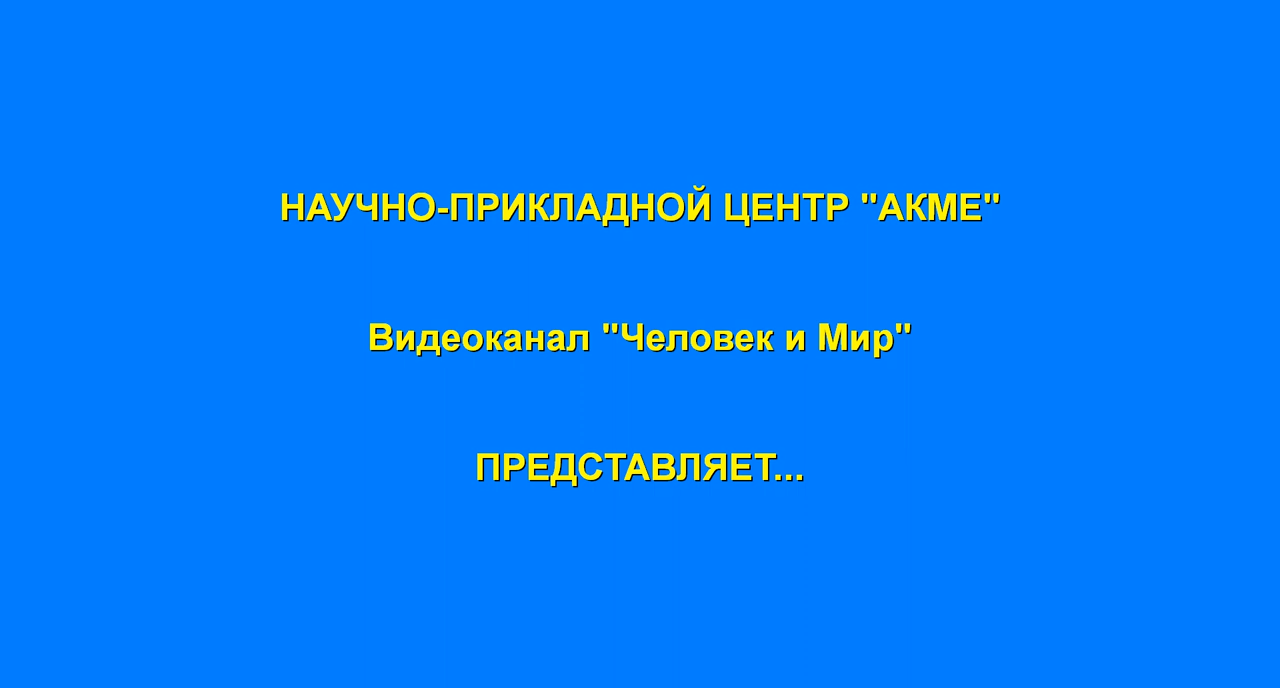 НАУЧНО-ПРИКЛАДНОЙ ЦЕНТР "АКМЕ"
Видеоканал "Человек и Мир"
ПРЕДСТАВЛЯЕТ...